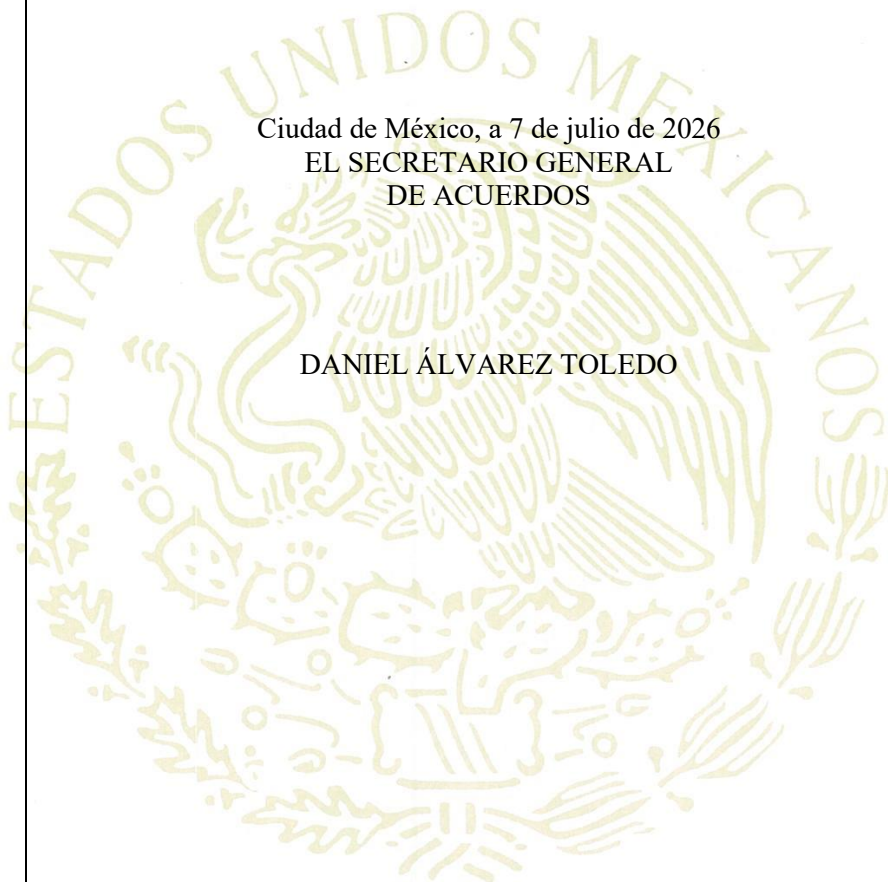 ESTADOS UNIDOS MEXICANOS
Ciudad de México, a 7 de julio de 2026
EL SECRETARIO GENERAL
DE ACUERDOS
DANIEL ÁLVAREZ TOLEDO